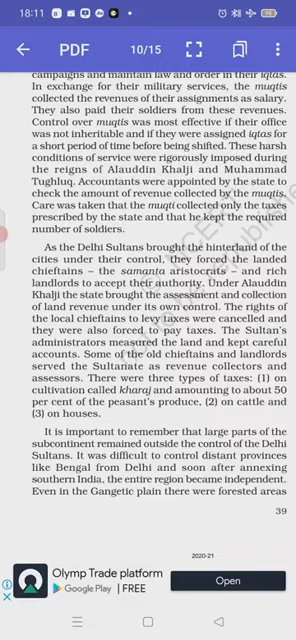 18:11
PDF
10/15
campaigns and maintain law and order in their iqtas.
In exchange for their military services, the muqtis
collected the revenues of their assignments as salary.
They also paid their soldiers from these revenues.
Control over muqtis was most effective if their office
was not inheritable and if they were assigned iqtas for
a short period of time before being shifted. These harsh
conditions of service were rigorously imposed during
the reigns of Alauddin Khalji and Muhammad
Tughluq. Accountants were appointed by the state to
check the amount of revenue collected by the muqtis.
Care was taken that the muqti collected only the taxes
prescribed by the state and that he kept the required
number of soldiers.
As the Delhi Sultans brought the hinterland of the
cities under their control, they forced the landed
chieftains – the samanta aristocrats – and rich
landlords to accept their authority. Under Alauddin
Khalji the state brought the assessment and collection
of land revenue under its own control. The rights of
the local chieftains to levy taxes were cancelled and
they were also forced to pay taxes. The Sultan's
administrators measured the land and kept careful
accounts. Some of the old chieftains and landlords
served the Sultanate as revenue collectors and
assessors. There were three types of taxes: (1) on
cultivation called kharaj and amounting to about 50
per cent of the peasant's produce, (2) on cattle and
(3) on houses.
It is important to remember that large parts of the
subcontinent remained outside the control of the Delhi
Sultans. It was difficult to control distant provinces
like Bengal from Delhi and soon after annexing
southern India, the entire region became independent.
Even in the Gangetic plain there were forested areas
39
2020-21
Olymp Trade platform
Google Play | FREE
Open